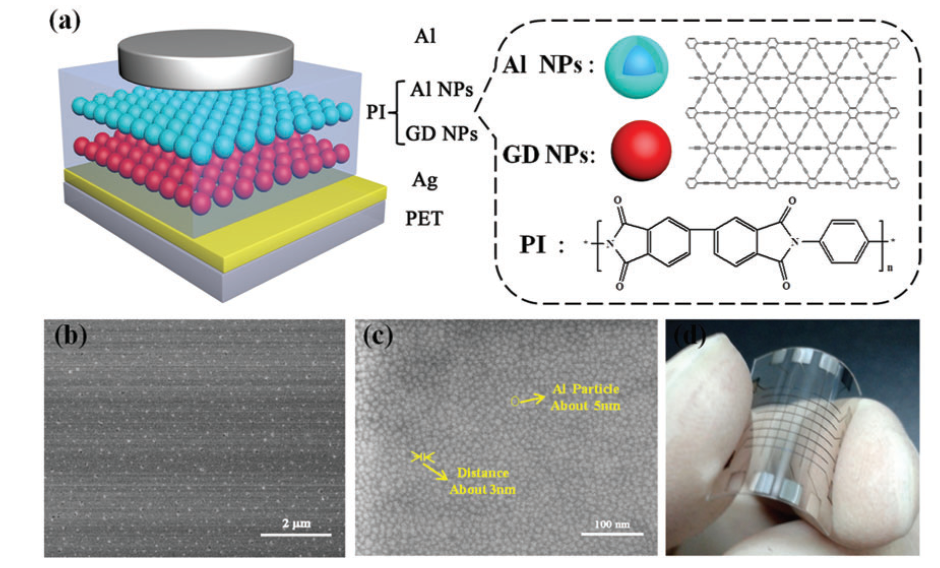 (a)
Al
PI
Al NPs
GD NPs
Ag
PET
Al NPs :
GD NPs:
PI :
* N O O O O N * n
(b)
2 μm
(c)
Al Particle
About 5nm
Distance
About 3nm
100 nm
(d)